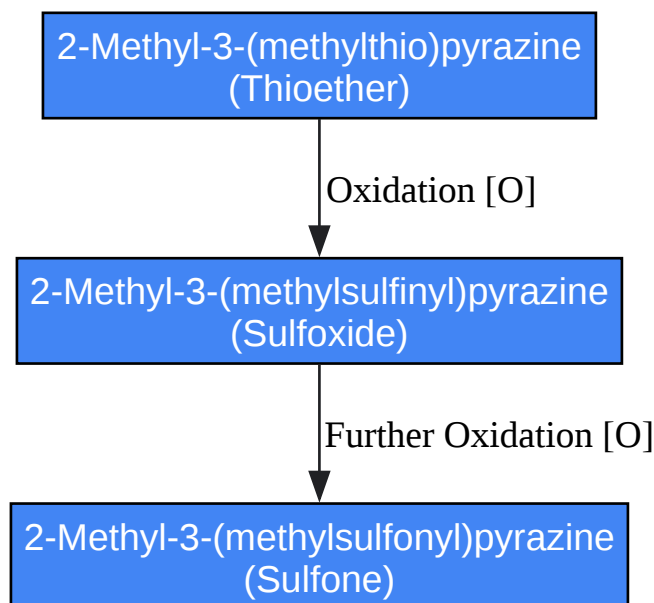 2-Methyl-3-(methylthio)pyrazine
(Thioether)
Oxidation [O]
2-Methyl-3-(methylsulfinyl)pyrazine
(Sulfoxide)
Further Oxidation [O]
2-Methyl-3-(methylsulfonyl)pyrazine
(Sulfone)